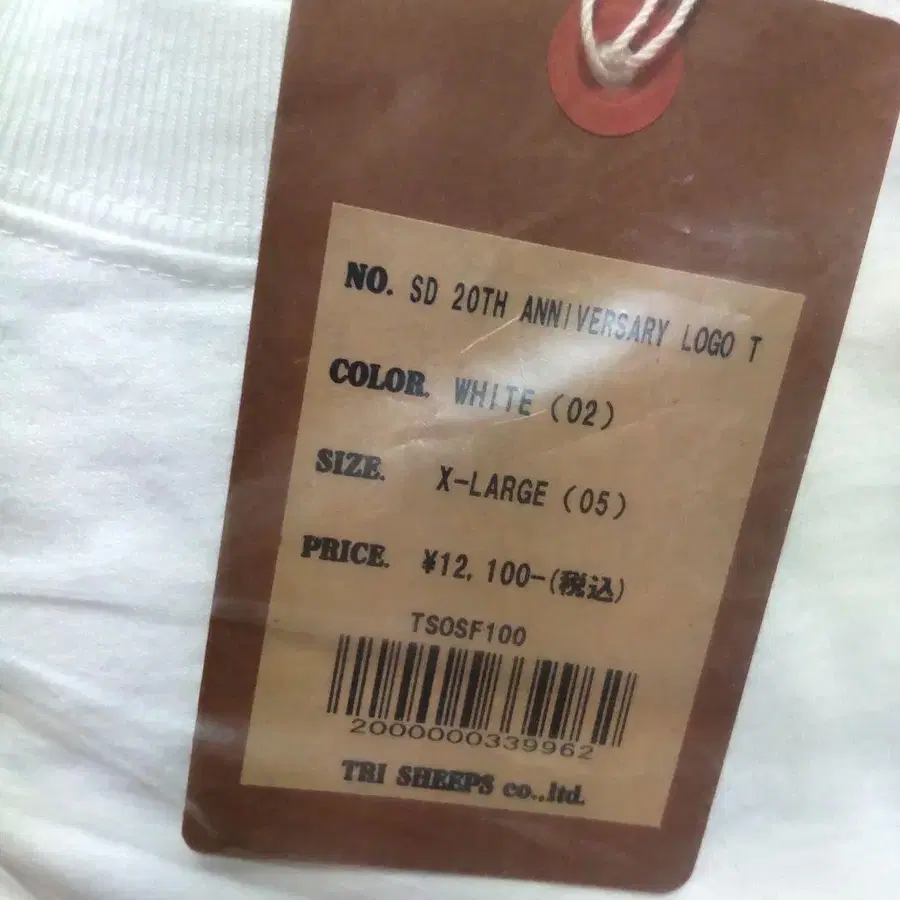 NO. SD 20TH ANNIVERSARY LOGO T
COLOR. WHITE (02)
SIZE. X-LARGE (05)
PRICE. ¥12,100-(税込)
TSOSF100
2000000339962
TRI SHEEPS co.,ltd.